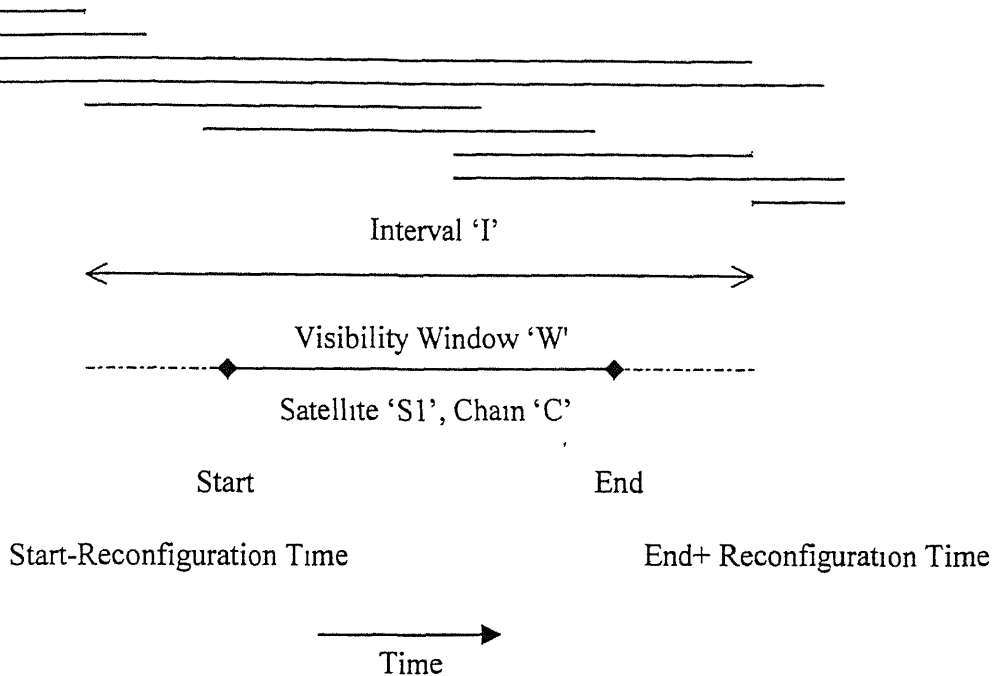 Interval ‘I’
Visibility Window ‘W'
Satellite ‘S1’, Chain ‘C’
Start
End
Start-Reconfiguration Time
End+ Reconfiguration Time
Time